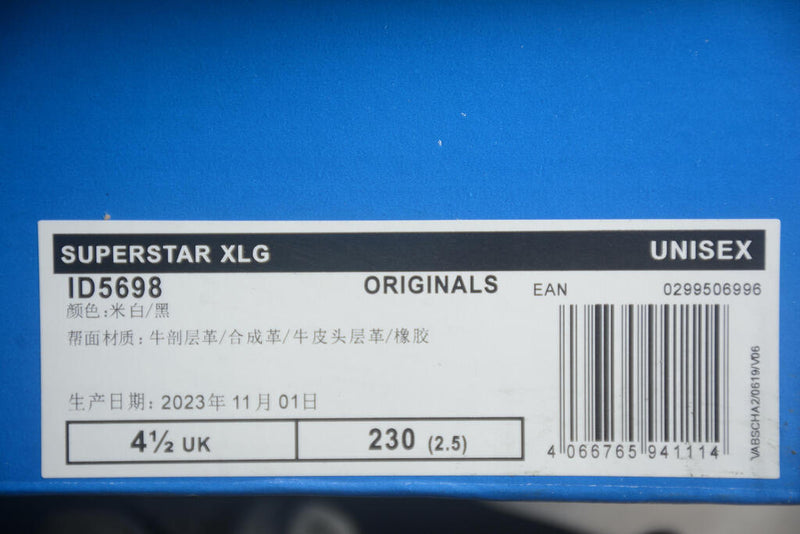 SUPERSTAR XLG UNISEX
ID5698 ORIGINALS EAN 0299506996
颜色:米白/黑
帮面材质: 牛剖层革/合成革/牛皮头层革/橡胶
生产日期: 2023年 11月 01日
4½ UK 230 (2.5)
4 066765 941114
VABSCHA2/0619/V06